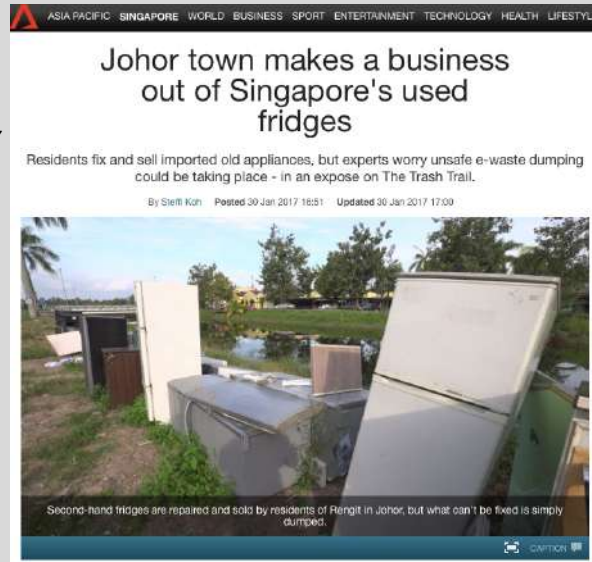 ASIA PACIFIC SINGAPORE WORLD BUSINESS SPORT ENTERTAINMENT TECHNOLOGY HEALTH LIFESTYL
Johor town makes a business
out of Singapore's used
fridges
Residents fix and sell imported old appliances, but experts worry unsafe e-waste dumping
could be taking place - in an expose on The Trash Trail.
By Steffi Koh Posted 30 Jan 2017 16:51 Updated 30 Jan 2017 17:00
Second-hand fridges are repaired and sold by residents of Rengit in Johor, but what can't be fixed is simply
dumped.
CAPTION